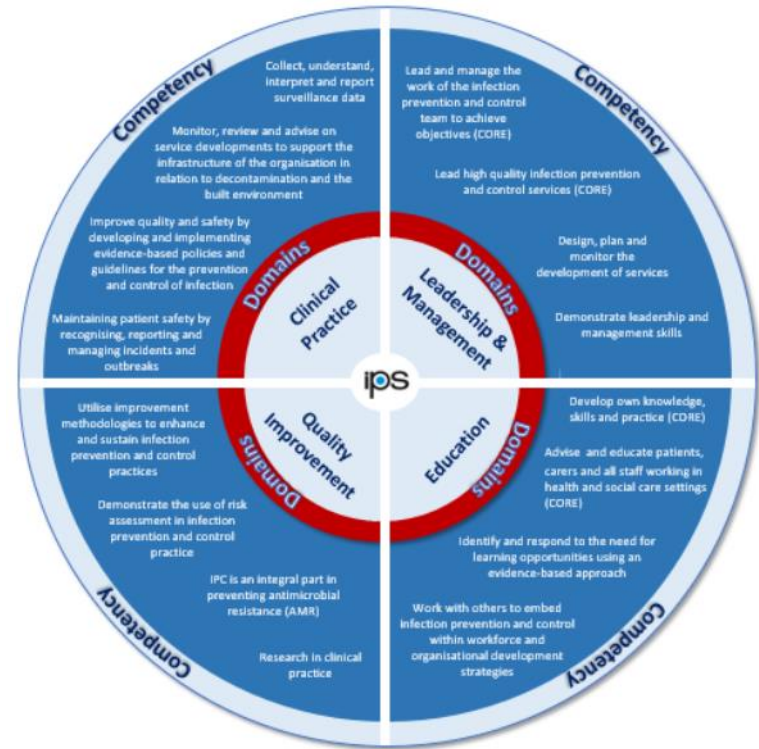 Competency
Collect, understand,
interpret and report
surveillance data
Monitor, review and advise on
service developments to support the
infrastructure of the organisation in
relation to decontamination and the
built environment
Improve quality and safety by
developing and implementing
evidence-based policies and
guidelines for the prevention
and control of infection
Maintaining patient safety by
recognising, reporting and
managing incidents and
outbreaks
Domains
Clinical
Practice
Competency
Lead and manage the
work of the infection
prevention and control
team to achieve
objectives (CORE)
Lead high quality infection prevention
and control services (CORE)
Design, plan and
monitor the
development of services
Demonstrate leadership and
management skills
Domains
Leadership &
Management
ips
Utilise improvement
methodologies to enhance
and sustain infection
prevention and control
practices
Demonstrate the use of risk
assessment in infection
prevention and control
practice
IPC is an integral part in
preventing antimicrobial
resistance (AMR)
Research in clinical
practice
Domains
Quality
Improvement
Competency
Develop own knowledge,
skills and practice (CORE)
Advise and educate patients,
carers and all staff working in
health and social care settings
(CORE)
Identify and respond to the need for
learning opportunities using an
evidence-based approach
Work with others to embed
infection prevention and control
within workforce and
organisational development
strategies
Domains
Education
Competency